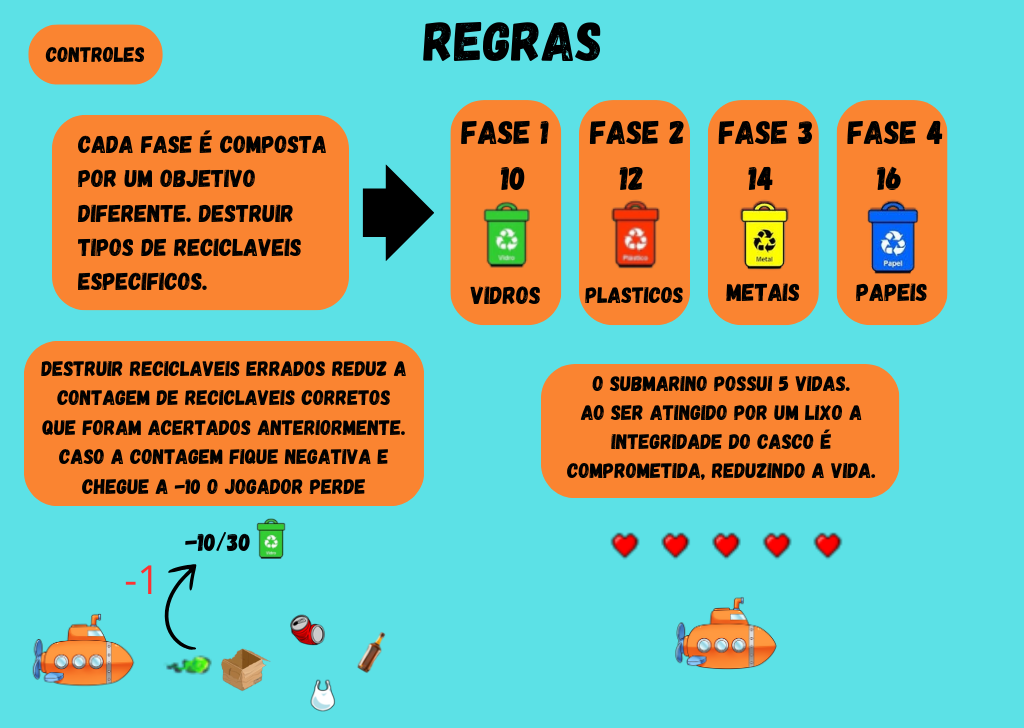 CONTROLES
REGRAS
CADA FASE É COMPOSTA
POR UM OBJETIVO
DIFERENTE. DESTRUIR
TIPOS DE RECICLAVEIS
ESPECIFICOS.
FASE 1
10
Vidro
VIDROS
FASE 2
12
Plástico
PLASTICOS
FASE 3
14
Metal
METAIS
FASE 4
16
Papel
PAPEIS
DESTRUIR RECICLAVEIS ERRADOS REDUZ A
CONTAGEM DE RECICLAVEIS CORRETOS
QUE FORAM ACERTADOS ANTERIORMENTE.
CASO A CONTAGEM FIQUE NEGATIVA E
CHEGUE A -10 O JOGADOR PERDE
O SUBMARINO POSSUI 5 VIDAS.
AO SER ATINGIDO POR UM LIXO A
INTEGRIDADE DO CASCO É
COMPROMETIDA, REDUZINDO A VIDA.
-10/30
Vidro
-1